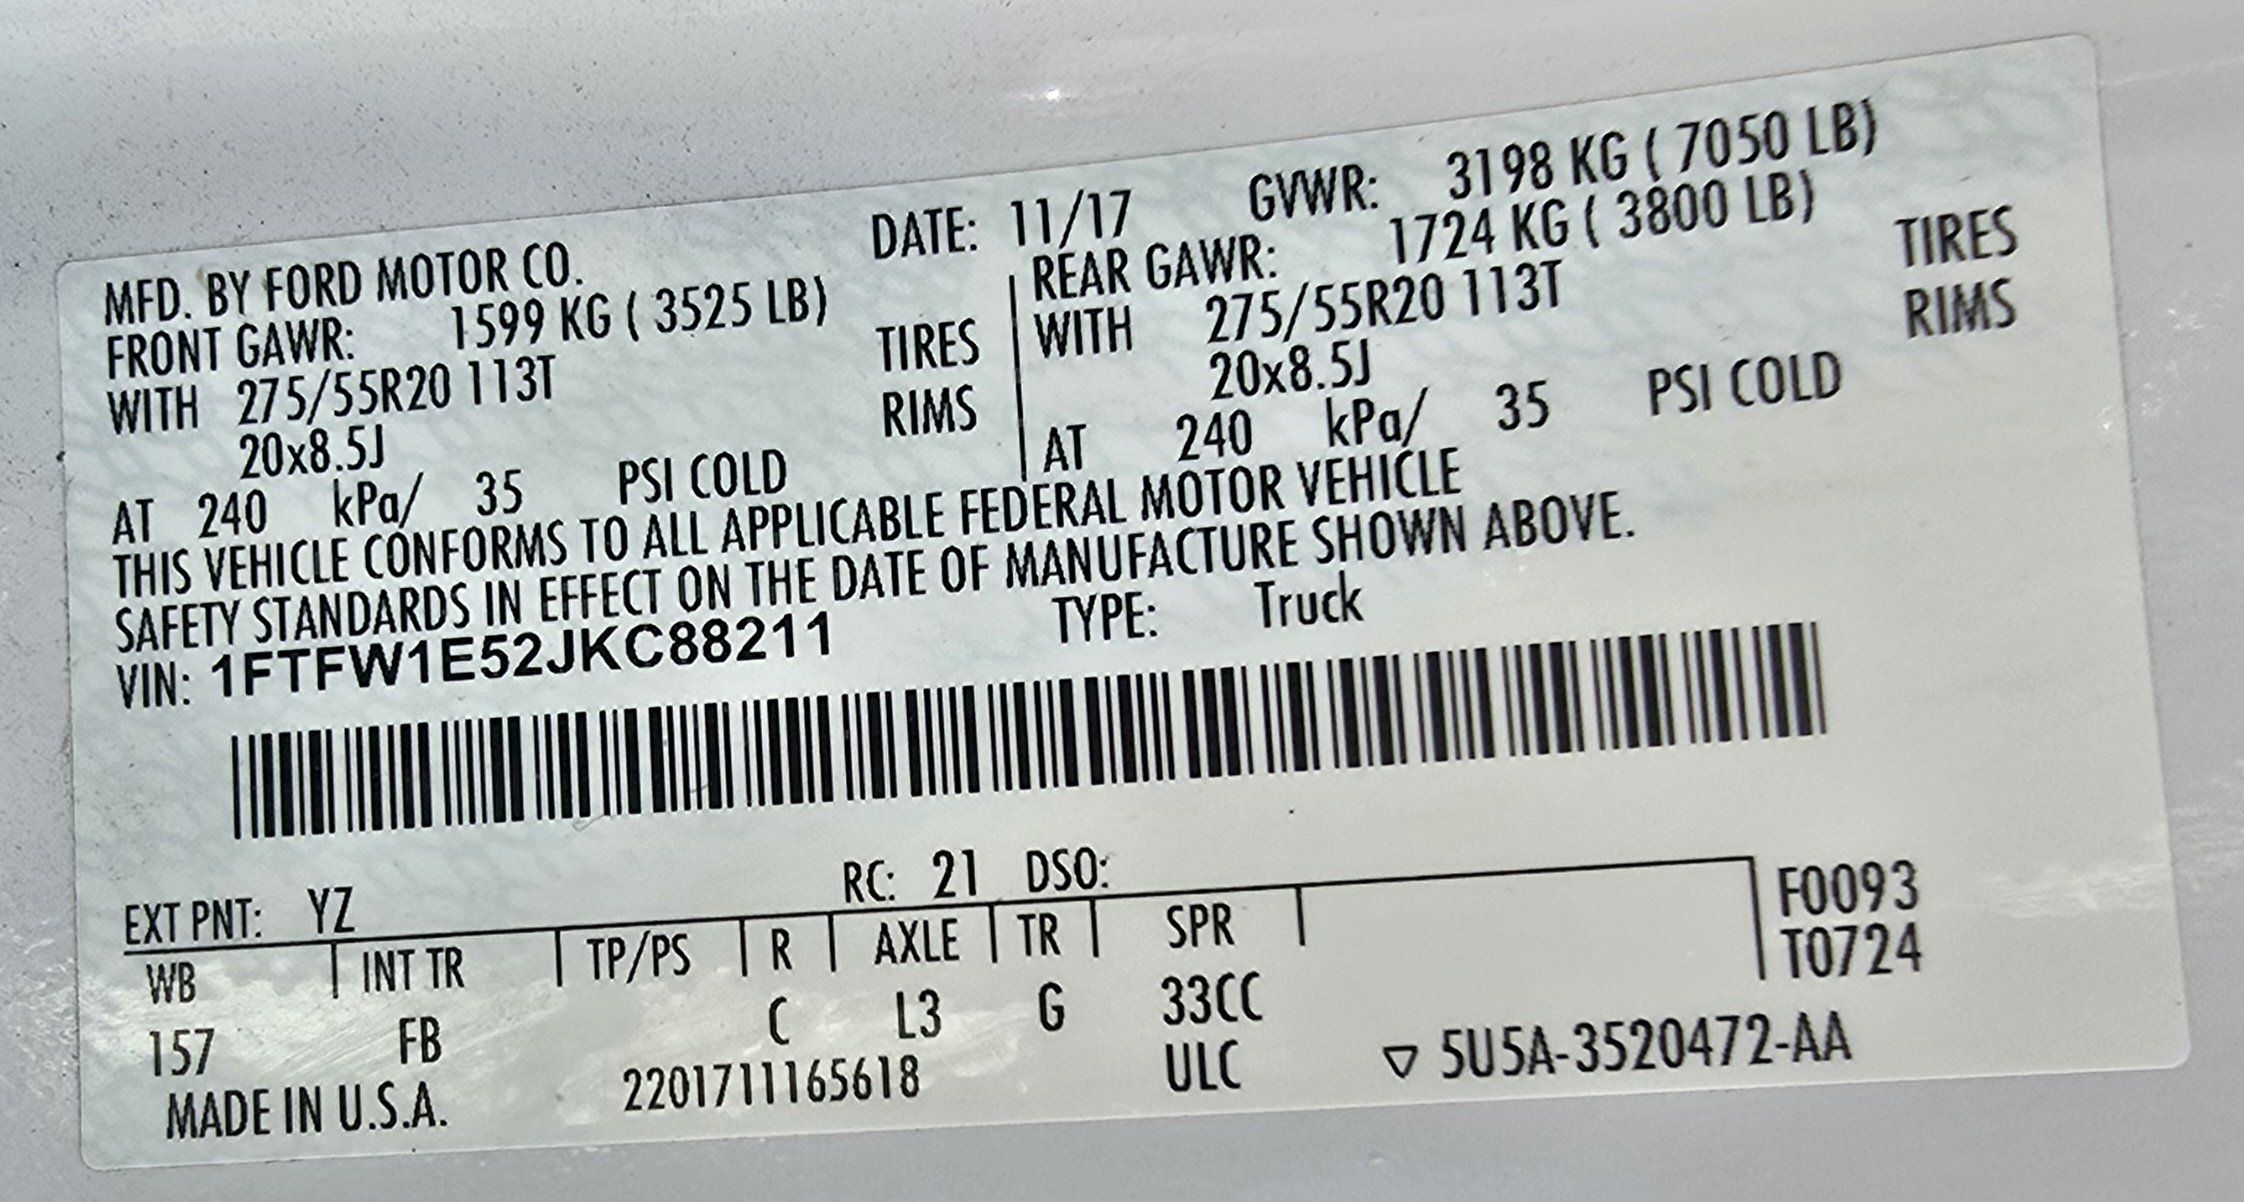 MFD. BY FORD MOTOR CO. DATE: 11/17 GVWR: 3198 KG ( 7050 LB)
FRONT GAWR: 1599 KG ( 3525 LB) REAR GAWR: 1724 KG ( 3800 LB)
WITH 275/55R20 113T TIRES WITH 275/55R20 113T TIRES
20x8.5J RIMS 20x8.5J RIMS
AT 240 kPa/ 35 PSI COLD AT 240 kPa/ 35 PSI COLD
THIS VEHICLE CONFORMS TO ALL APPLICABLE FEDERAL MOTOR VEHICLE
SAFETY STANDARDS IN EFFECT ON THE DATE OF MANUFACTURE SHOWN ABOVE.
VIN: 1FTFW1E52JKC88211 TYPE: Truck
EXT PNT: YZ RC: 21 DSO: F0093
WB INT TR TP/PS R AXLE TR SPR T0724
157 FB C L3 G 33CC
MADE IN U.S.A. 2201711165618 ULC ▽ 5U5A-3520472-AA